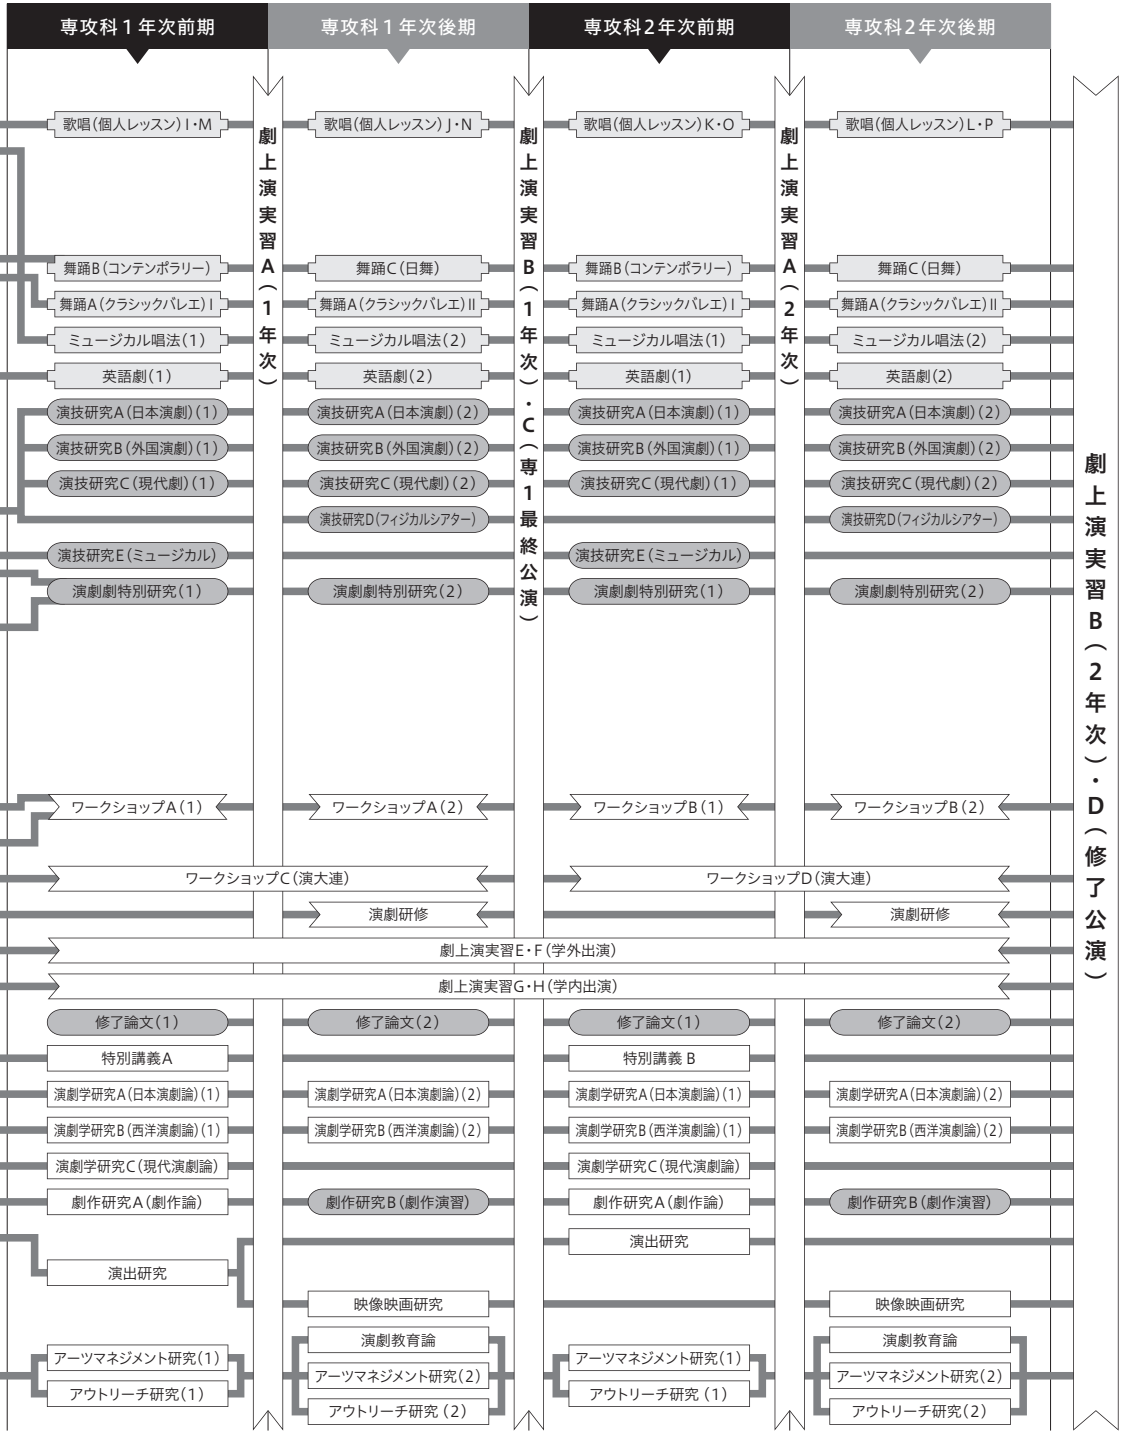 専攻科１年次前期
専攻科１年次後期
専攻科2年次前期
専攻科2年次後期
歌唱(個人レッスン)I・M
歌唱(個人レッスン)J・N
歌唱(個人レッスン)K・O
歌唱(個人レッスン)L・P
劇上演実習A(1年次)
劇上演実習B(1年次)・C(専1最終公演)
劇上演実習A(2年次)
劇上演実習B(2年次)・D(修了公演)
舞踊B(コンテンポラリー)
舞踊C(日舞)
舞踊B(コンテンポラリー)
舞踊C(日舞)
舞踊A(クラシックバレエ)I
舞踊A(クラシックバレエ)II
舞踊A(クラシックバレエ)I
舞踊A(クラシックバレエ)II
ミュージカル唱法(1)
ミュージカル唱法(2)
ミュージカル唱法(1)
ミュージカル唱法(2)
英語劇(1)
英語劇(2)
英語劇(1)
英語劇(2)
演技研究A(日本演劇)(1)
演技研究A(日本演劇)(2)
演技研究A(日本演劇)(1)
演技研究A(日本演劇)(2)
演技研究B(外国演劇)(1)
演技研究B(外国演劇)(2)
演技研究B(外国演劇)(1)
演技研究B(外国演劇)(2)
演技研究C(現代劇)(1)
演技研究C(現代劇)(2)
演技研究C(現代劇)(1)
演技研究C(現代劇)(2)
演技研究D(フィジカルシアター)
演技研究D(フィジカルシアター)
演技研究E(ミュージカル)
演技研究E(ミュージカル)
演劇劇特別研究(1)
演劇劇特別研究(2)
演劇劇特別研究(1)
演劇劇特別研究(2)
ワークショップA(1)
ワークショップA(2)
ワークショップB(1)
ワークショップB(2)
ワークショップC(演大連)
ワークショップD(演大連)
演劇研修
演劇研修
劇上演実習E・F(学外出演)
劇上演実習G・H(学内出演)
修了論文(1)
修了論文(2)
修了論文(1)
修了論文(2)
特別講義A
特別講義 B
演劇学研究A(日本演劇論)(1)
演劇学研究A(日本演劇論)(2)
演劇学研究A(日本演劇論)(1)
演劇学研究A(日本演劇論)(2)
演劇学研究B(西洋演劇論)(1)
演劇学研究B(西洋演劇論)(2)
演劇学研究B(西洋演劇論)(1)
演劇学研究B(西洋演劇論)(2)
演劇学研究C(現代演劇論)
演劇学研究C(現代演劇論)
劇作研究A(劇作論)
劇作研究B(劇作演習)
劇作研究A(劇作論)
劇作研究B(劇作演習)
演出研究
演出研究
映像映画研究
映像映画研究
演劇教育論
演劇教育論
アーツマネジメント研究(1)
アーツマネジメント研究(2)
アーツマネジメント研究(1)
アーツマネジメント研究(2)
アウトリーチ研究(1)
アウトリーチ研究 (2)
アウトリーチ研究 (1)
アウトリーチ研究(2)